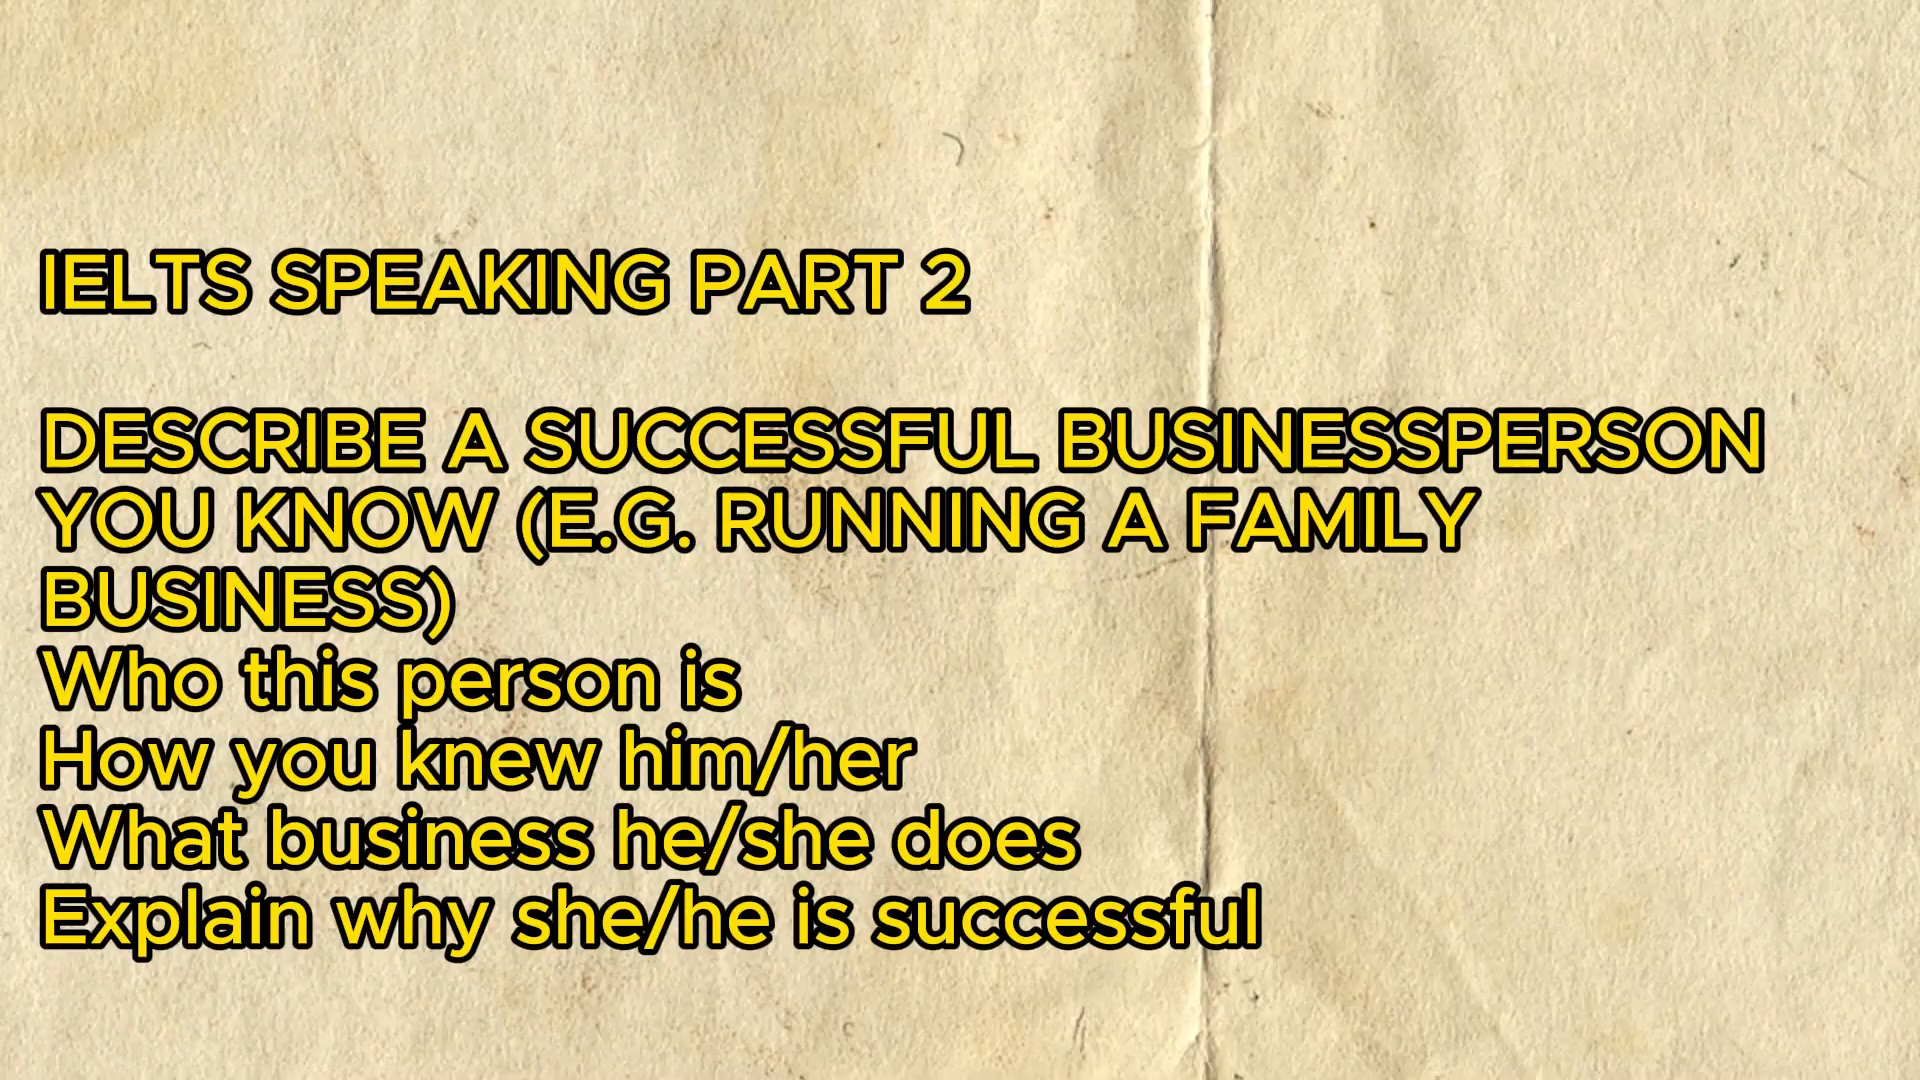 IELTS SPEAKING PART 2
DESCRIBE A SUCCESSFUL BUSINESSPERSON
YOU KNOW (E.G. RUNNING A FAMILY
BUSINESS)
Who this person is
How you knew him/her
What business he/she does
Explain why she/he is successful